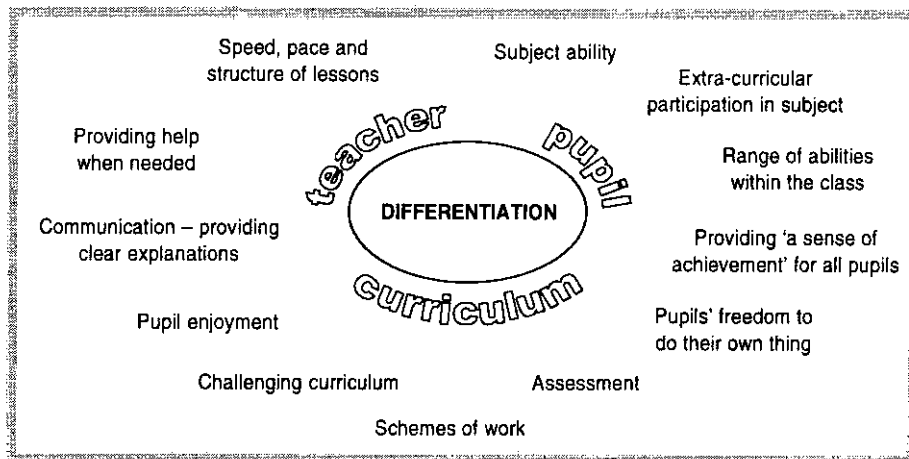 Speed, pace and
structure of lessons
Subject ability
Extra-curricular
participation in subject
Providing help
when needed
teacher
pupil
Range of abilities
within the class
DIFFERENTIATION
Communication – providing
clear explanations
Providing ‘a sense of
achievement’ for all pupils
curriculum
Pupil enjoyment
Pupils’ freedom to
do their own thing
Challenging curriculum
Assessment
Schemes of work